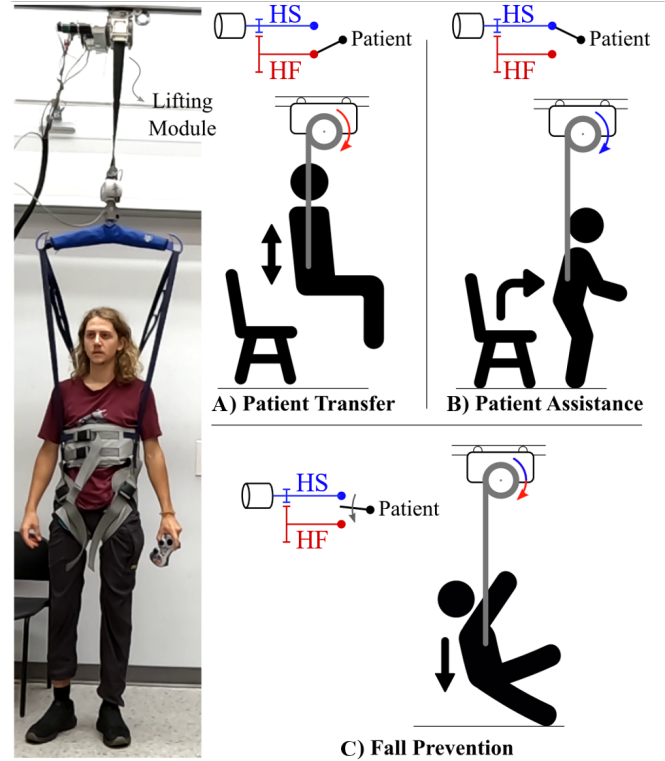 Lifting
Module
HS
HF
Patient
A) Patient Transfer
HS
HF
Patient
B) Patient Assistance
HS
HF
Patient
C) Fall Prevention